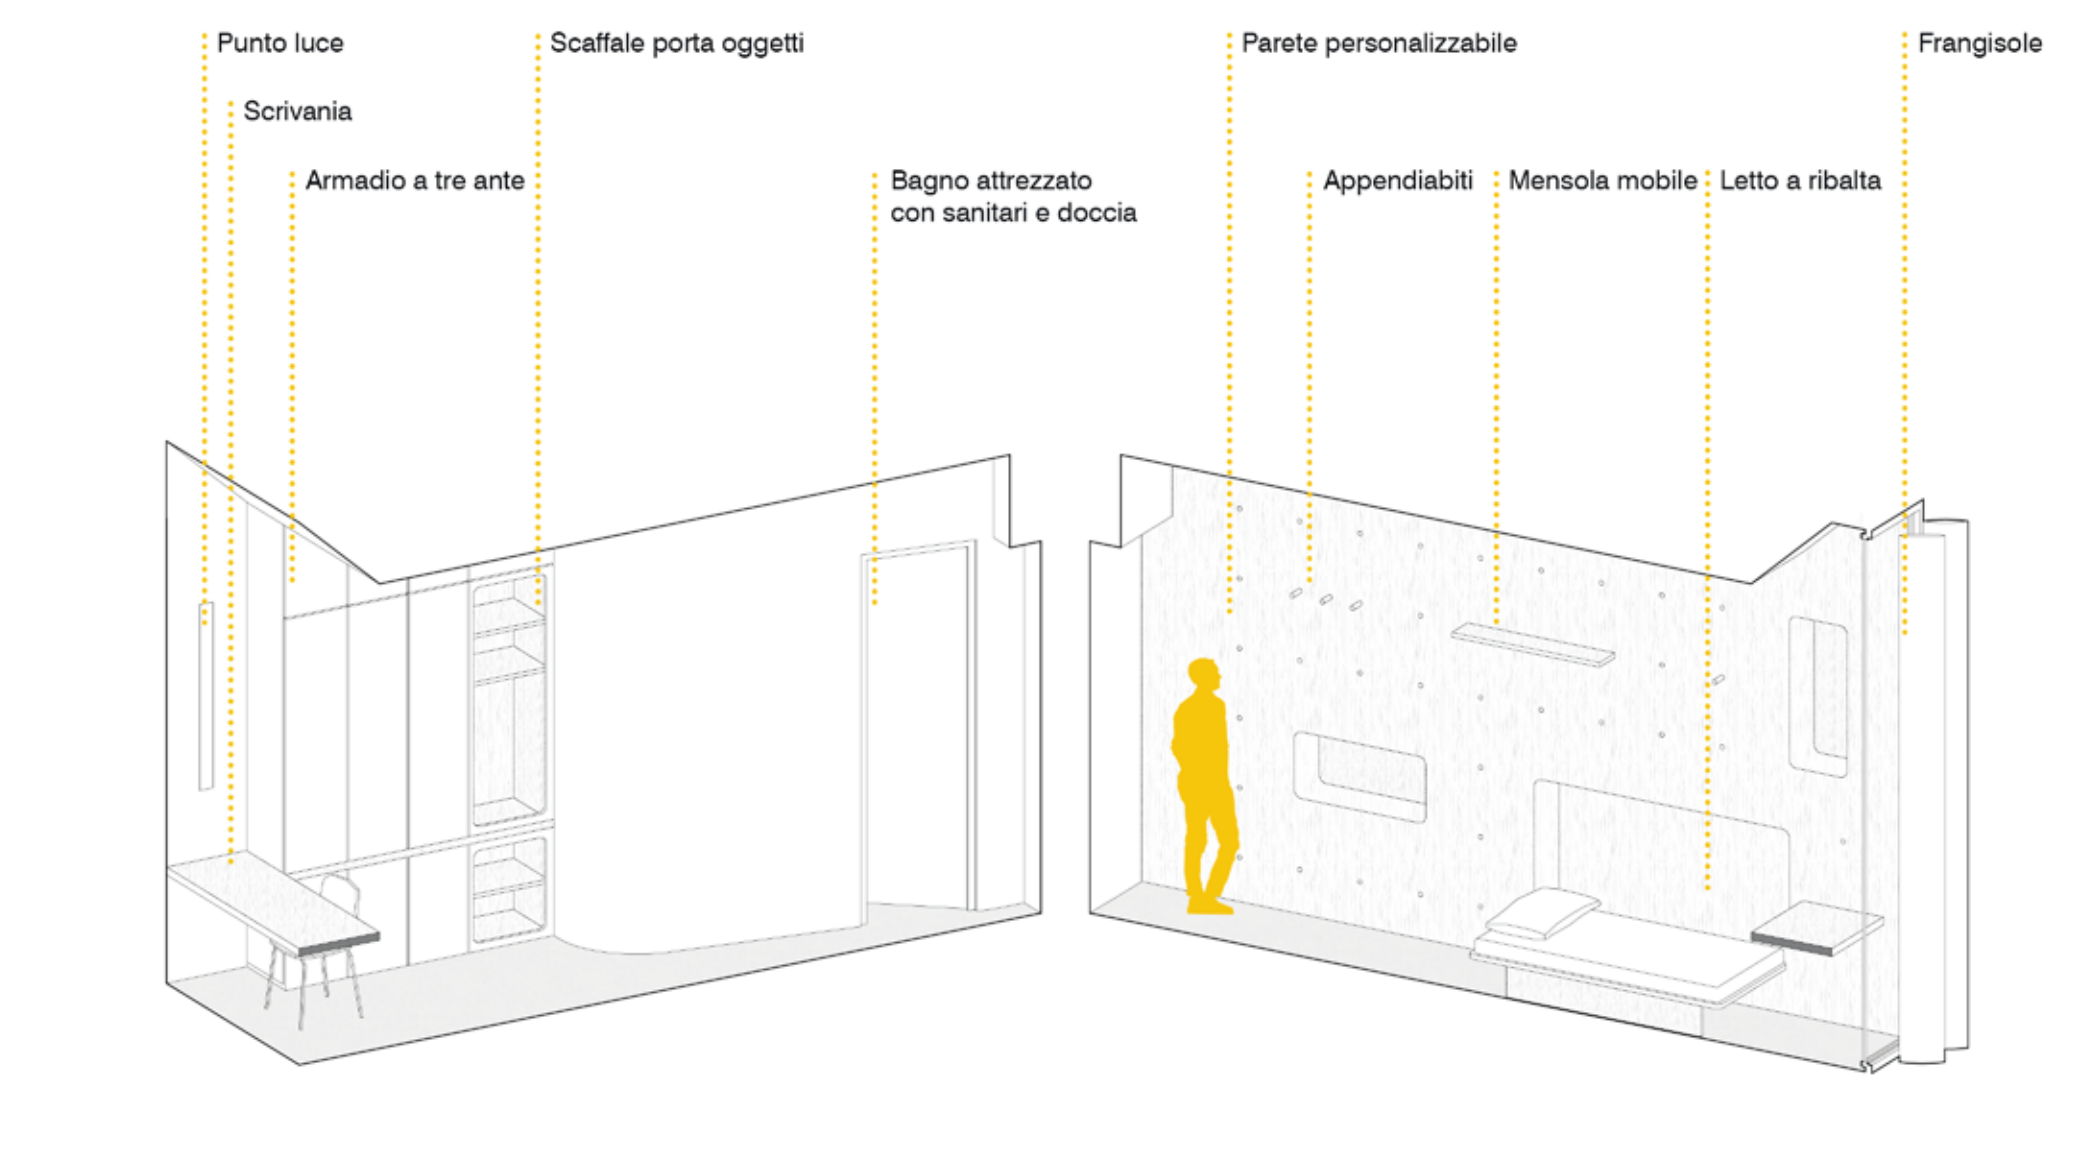 Punto luce
Scaffale porta oggetti
Parete personalizzabile
Frangisole
Scrivania
Armadio a tre ante
Bagno attrezzato
con sanitari e doccia
Appendiabiti
Mensola mobile
Letto a ribalta